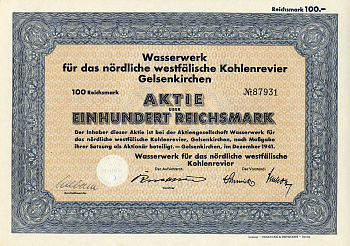 Reichsmark 100.–
Wasserwerk
für das nördliche westfälische Kohlenrevier
Gelsenkirchen
100 Reichsmark
№87931
AKTIE
ÜBER
EINHUNDERT REICHSMARK
Der Inhaber dieser Aktie ist bei der Aktiengesellschaft Wasserwerk für
das nördliche westfälische Kohlenrevier, Gelsenkirchen, nach Maßgabe
ihrer Satzung als Aktionär beteiligt. — Gelsenkirchen, im Dezember 1941.
Wasserwerk für das nördliche westfälische
Kohlenrevier
Der Aufsichtsrat.
Der Vorstand.